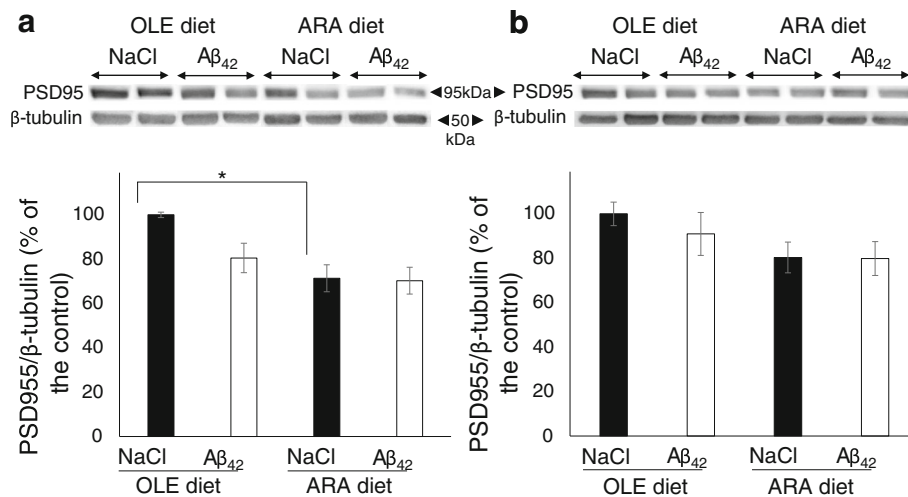 a
OLE diet ARA diet
NaCl Aβ42 NaCl Aβ42
PSD95 95kDa
β-tubulin 50 kDa
*
PSD955/β-tubulin (% of the control)
100
80
60
40
20
0
NaCl Aβ42 NaCl Aβ42
OLE diet ARA diet
b
OLE diet ARA diet
NaCl Aβ42 NaCl Aβ42
PSD95
β-tubulin
PSD955/β-tubulin (% of the control)
100
80
60
40
20
0
NaCl Aβ42 NaCl Aβ42
OLE diet ARA diet